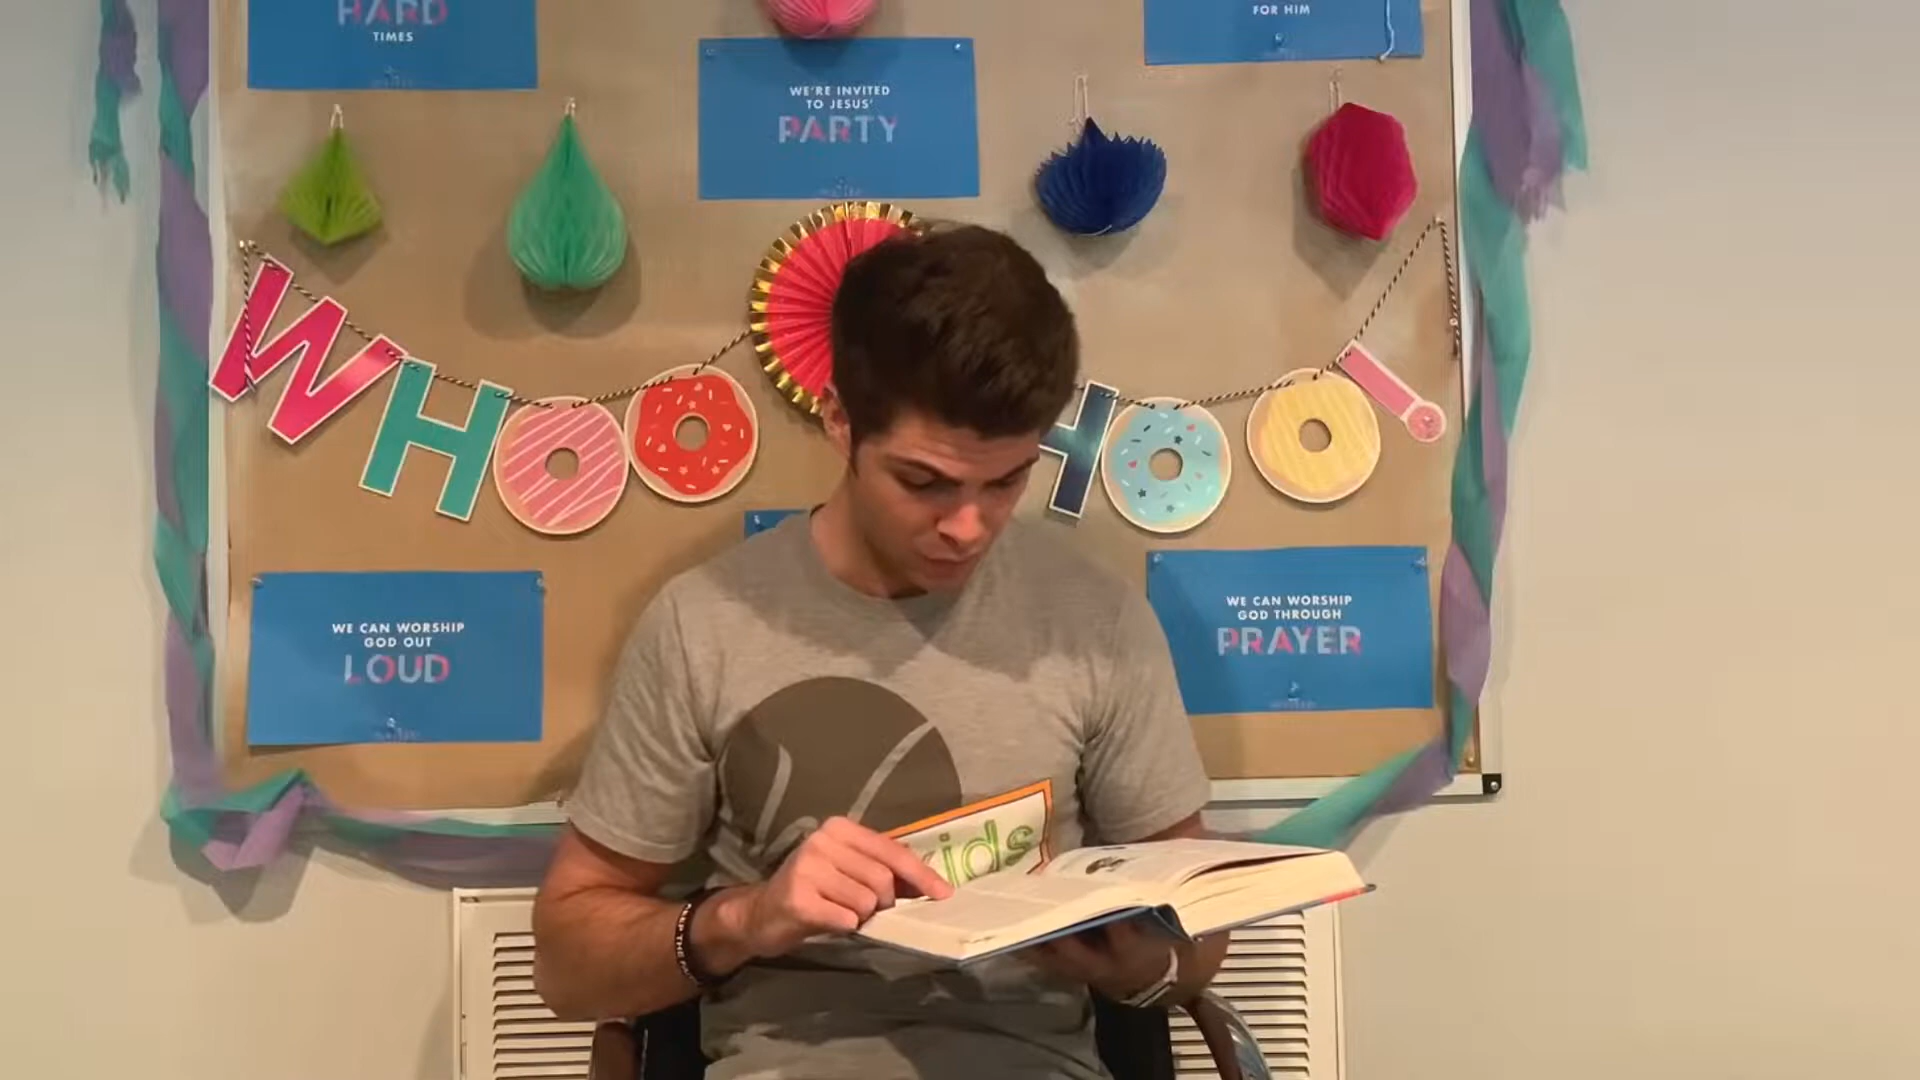 HARD
TIMES
FOR HIM
WE'RE INVITED
TO JESUS'
PARTY
WHOO
HOO!
WE CAN WORSHIP
GOD OUT
LOUD
WE CAN WORSHIP
GOD THROUGH
PRAYER
ids